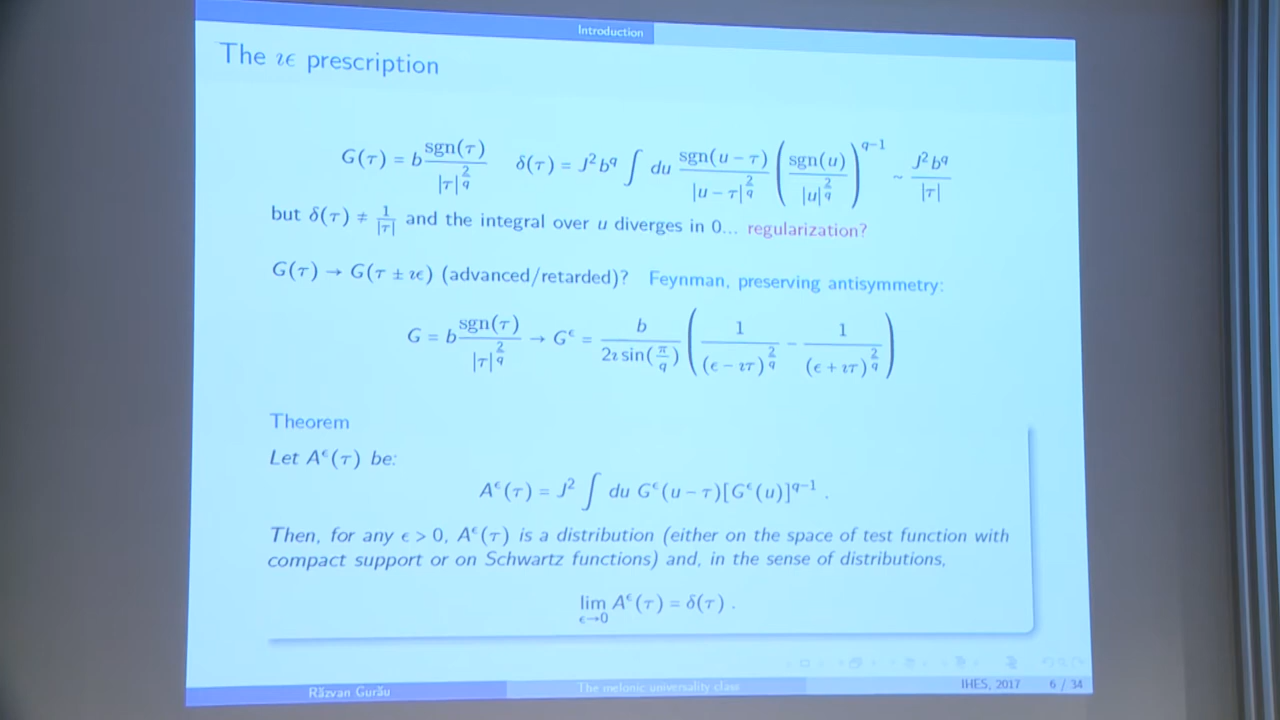 Introduction
The ıϵ prescription
G(τ) = b sgn(τ)/|τ|^{2/q}   δ(τ) = J²b^q ∫ du sgn(u − τ)/|u − τ|^{2/q} (sgn(u)/|u|^{2/q})^{q−1} ~ J²b^q/|τ|
but δ(τ) ≠ 1/|τ| and the integral over u diverges in 0... regularization?
G(τ) → G(τ ± ıϵ) (advanced/retarded)? Feynman, preserving antisymmetry:
G = b sgn(τ)/|τ|^{2/q} → G^ϵ = b/(2ı sin(π/q)) (1/(ϵ − ıτ)^{2/q} − 1/(ϵ + ıτ)^{2/q})
Theorem
Let A^ϵ(τ) be:
A^ϵ(τ) = J² ∫ du G^ϵ(u − τ)[G^ϵ(u)]^{q−1} .
Then, for any ϵ > 0, A^ϵ(τ) is a distribution (either on the space of test function with
compact support or on Schwartz functions) and, in the sense of distributions,
lim_{ϵ→0} A^ϵ(τ) = δ(τ) .
Răzvan Gurău The melonic universality class IHES, 2017 6 / 34